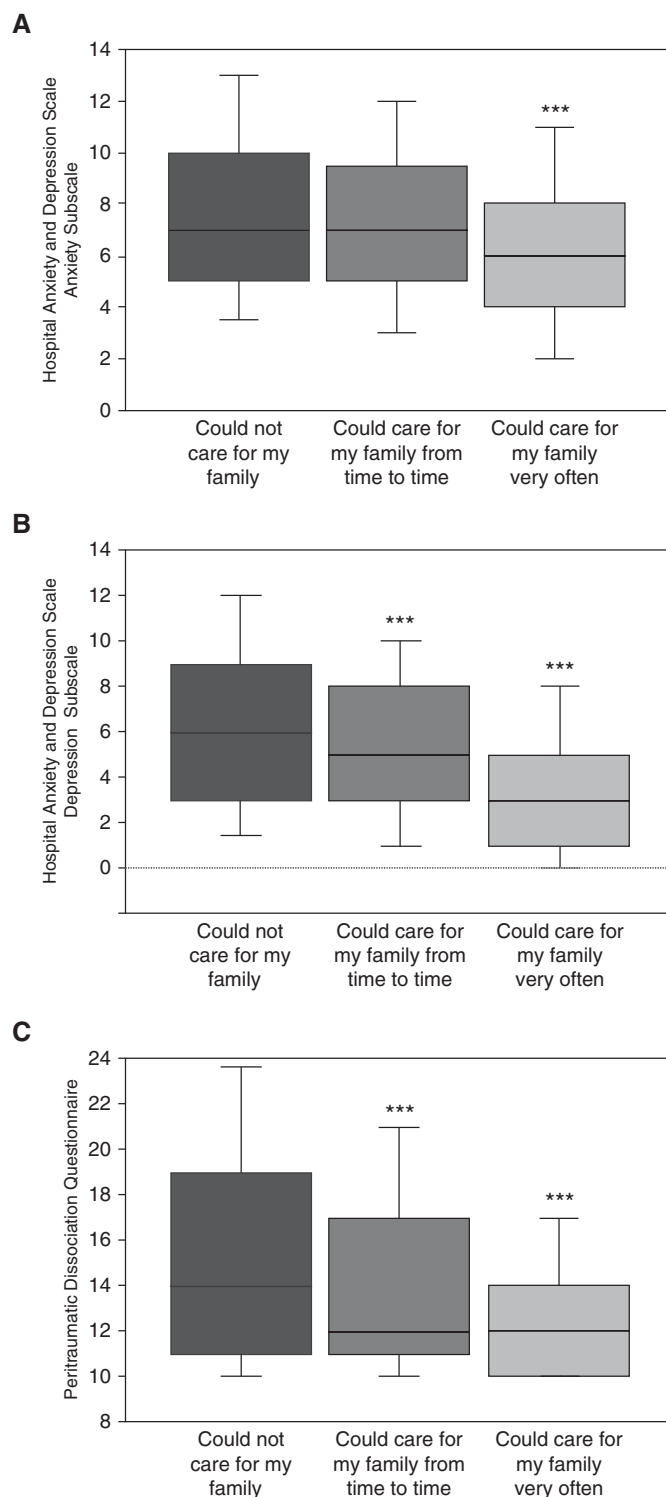 A
Hospital Anxiety and Depression Scale
Anxiety Subscale
14
12
10
8
6
4
2
0
***
Could not
care for my
family
Could care for
my family from
time to time
Could care for
my family
very often
B
Hospital Anxiety and Depression Scale
Depression Subscale
14
12
10
8
6
4
2
0
***
***
Could not
care for my
family
Could care for
my family from
time to time
Could care for
my family
very often
C
Peritraumatic Dissociation Questionnaire
24
22
20
18
16
14
12
10
8
***
***
Could not
care for my
family
Could care for
my family from
time to time
Could care for
my family
very often